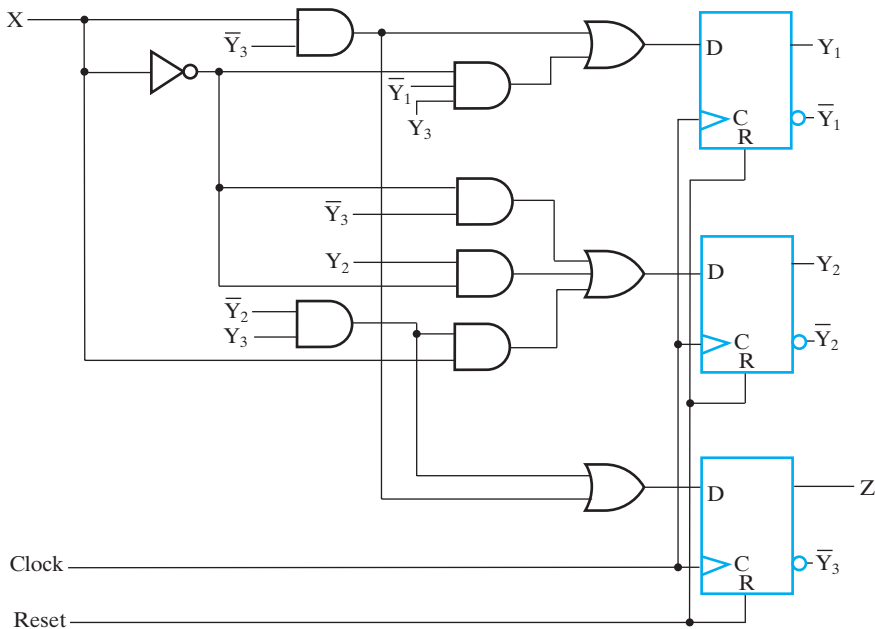 X
Y̅₃
D
Y₁
Y̅₁
Y₃
C
Y̅₁
R
Y̅₃
Y₂
D
Y₂
Y̅₂
Y₃
C
Y̅₂
R
D
Z
Clock
C
Y̅₃
R
Reset